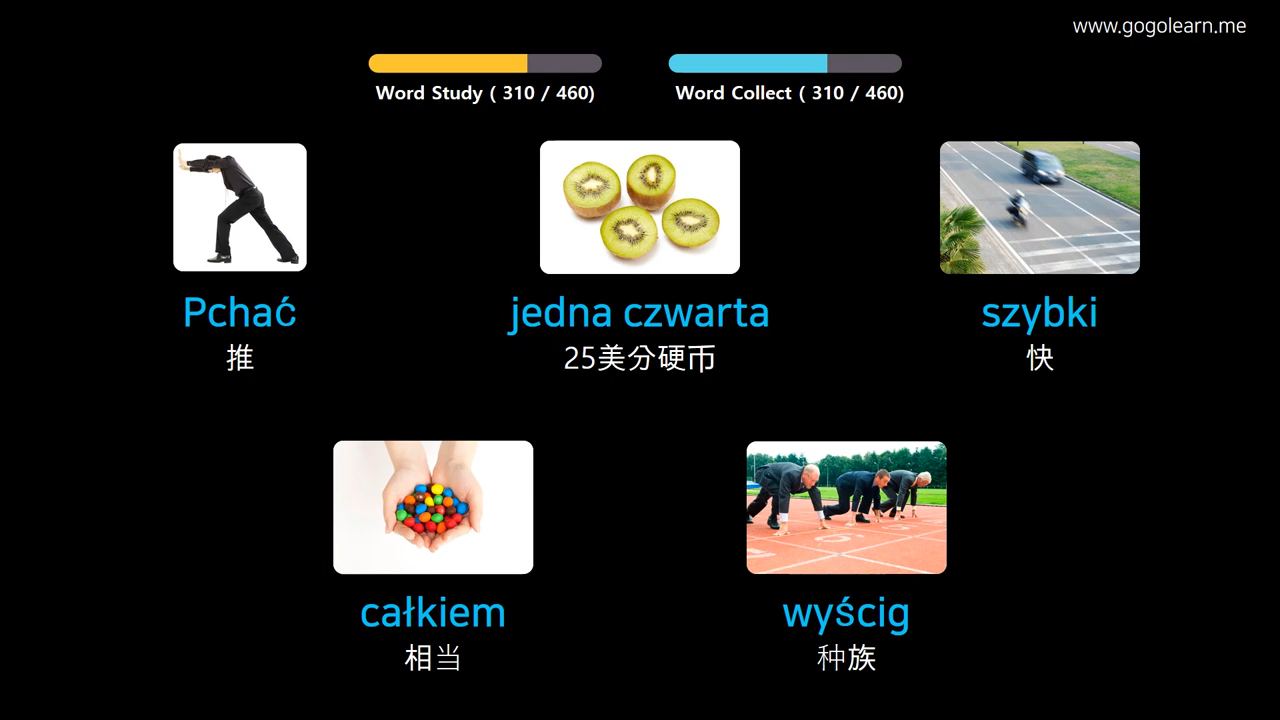 www.gogolearn.me
Word Study ( 310 / 460)
Word Collect ( 310 / 460)
Pchać
推
jedna czwarta
25美分硬币
szybki
快
całkiem
相当
wyścig
种族